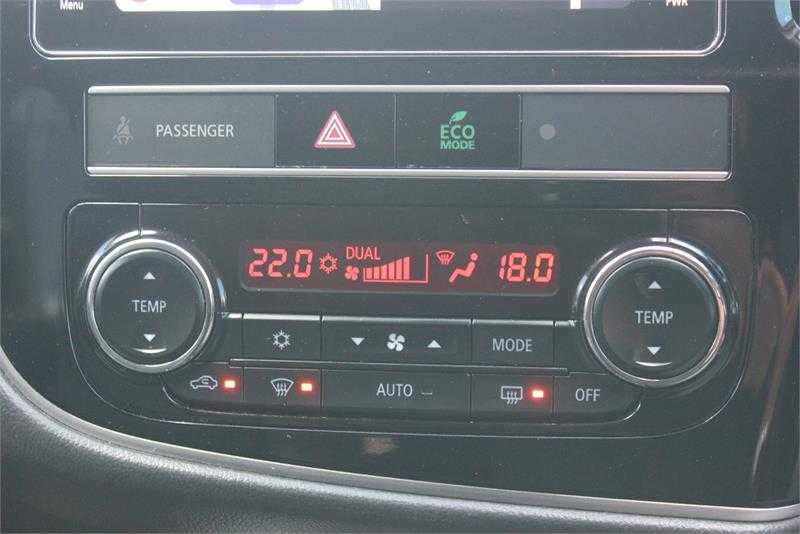 Menu
PWR
PASSENGER
ECO
MODE
22.0 DUAL 18.0
TEMP
TEMP
MODE
AUTO
OFF